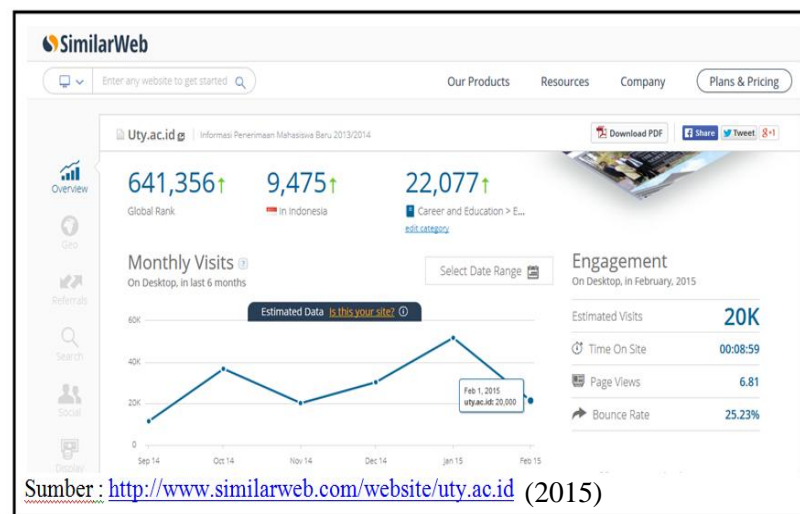 SimilarWeb
Enter any website to get started
Our Products Resources Company Plans & Pricing
Uty.ac.id Informasi Penerimaan Mahasiswa Baru 2013/2014
Download PDF Share Tweet g+1
Overview
641,356 9,475 22,077
Global Rank in Indonesia Career and Education > E...
edit category
Geo
Monthly Visits
On Desktop, in last 6 months
Select Date Range
Engagement
On Desktop, in February, 2015
Referrals
Estimated Data Is this your site?
Estimated Visits 20K
Time On Site 00:08:59
Page Views 6.81
Bounce Rate 25.23%
Search
Social
Display
60K
40K
20K
0
Feb 1, 2015
uty.ac.id: 20,000
Sep 14 Oct 14 Nov 14 Dec 14 Jan 15 Feb 15
Sumber : http://www.similarweb.com/website/uty.ac.id (2015)